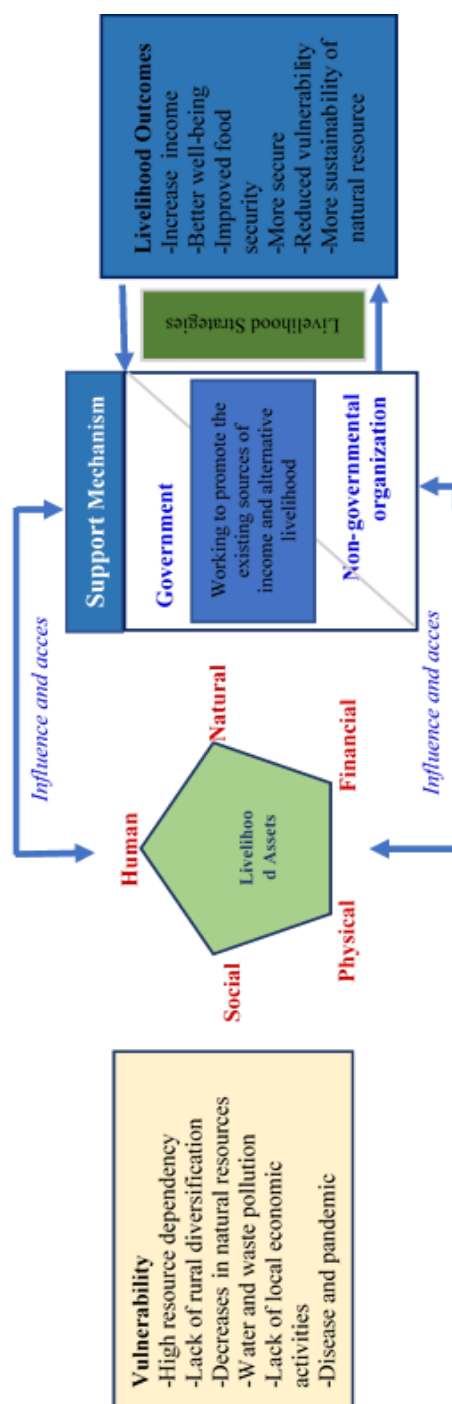 Vulnerability
-High resource dependency
-Lack of rural diversification
-Decreases in natural resources
-Water and waste pollution
-Lack of local economic
activities
-Disease and pandemic
Human
Social
Natural
Livelihoo
d Assets
Physical
Financial
Influence and acces
Influence and acces
Support Mechanism
Government
Working to promote the
existing sources of
income and alternative
livelihood
Non-governmental
organization
Livelihood Strategies
Livelihood Outcomes
-Increase income
-Better well-being
-Improved food
security
-More secure
-Reduced vulnerability
-More sustainability of
natural resource